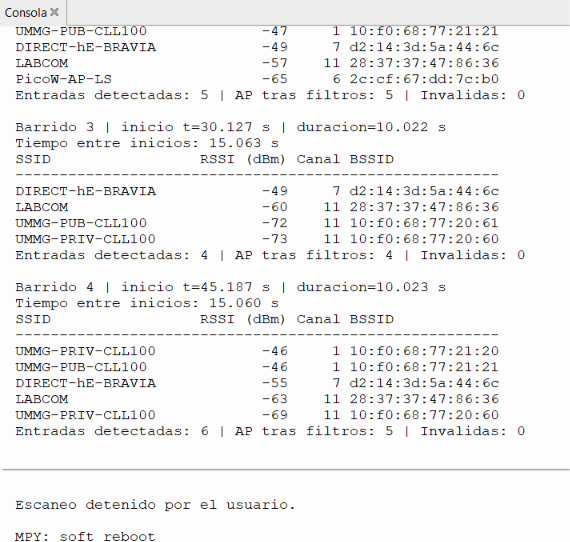 Consola
UMMG-PUB-CLL100 -47 1 10:f0:68:77:21:21
DIRECT-hE-BRAVIA -49 7 d2:14:3d:5a:44:6c
LABCOM -57 11 28:37:37:47:86:36
PicoW-AP-LS -65 6 2c:cf:67:dd:7c:b0
Entradas detectadas: 5 | AP tras filtros: 5 | Invalidas: 0
Barrido 3 | inicio t=30.127 s | duracion=10.022 s
Tiempo entre inicios: 15.063 s
SSID RSSI (dBm) Canal BSSID
------------------------------------------------------
DIRECT-hE-BRAVIA -49 7 d2:14:3d:5a:44:6c
LABCOM -60 11 28:37:37:47:86:36
UMMG-PUB-CLL100 -72 11 10:f0:68:77:20:61
UMMG-PRIV-CLL100 -73 11 10:f0:68:77:20:60
Entradas detectadas: 4 | AP tras filtros: 4 | Invalidas: 0
Barrido 4 | inicio t=45.187 s | duracion=10.023 s
Tiempo entre inicios: 15.060 s
SSID RSSI (dBm) Canal BSSID
------------------------------------------------------
UMMG-PRIV-CLL100 -46 1 10:f0:68:77:21:20
UMMG-PUB-CLL100 -46 1 10:f0:68:77:21:21
DIRECT-hE-BRAVIA -55 7 d2:14:3d:5a:44:6c
LABCOM -63 11 28:37:37:47:86:36
UMMG-PRIV-CLL100 -69 11 10:f0:68:77:20:60
Entradas detectadas: 6 | AP tras filtros: 5 | Invalidas: 0
Escaneo detenido por el usuario.
MPY: soft reboot